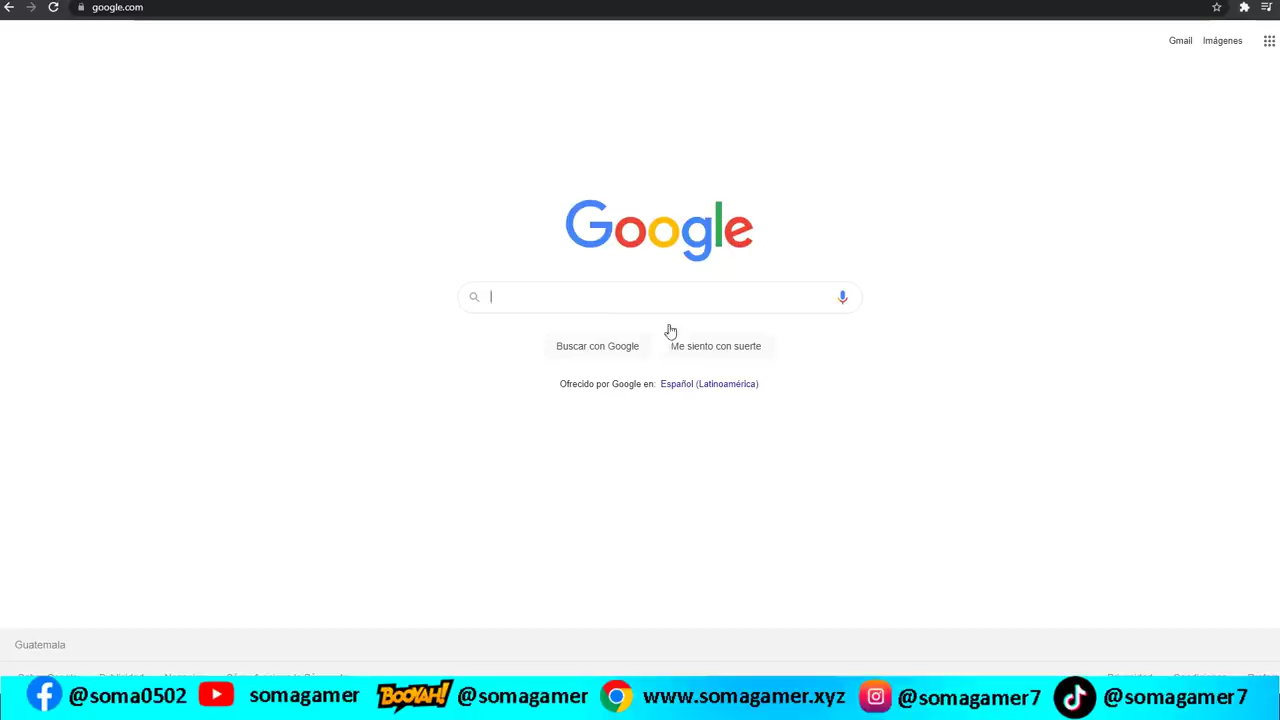 google.com
Gmail Imágenes
Google
Buscar con Google Me siento con suerte
Ofrecido por Google en: Español (Latinoamérica)
Guatemala
@soma0502 somagamer BOOYAH! @somagamer www.somagamer.xyz @somagamer7 @somagamer7